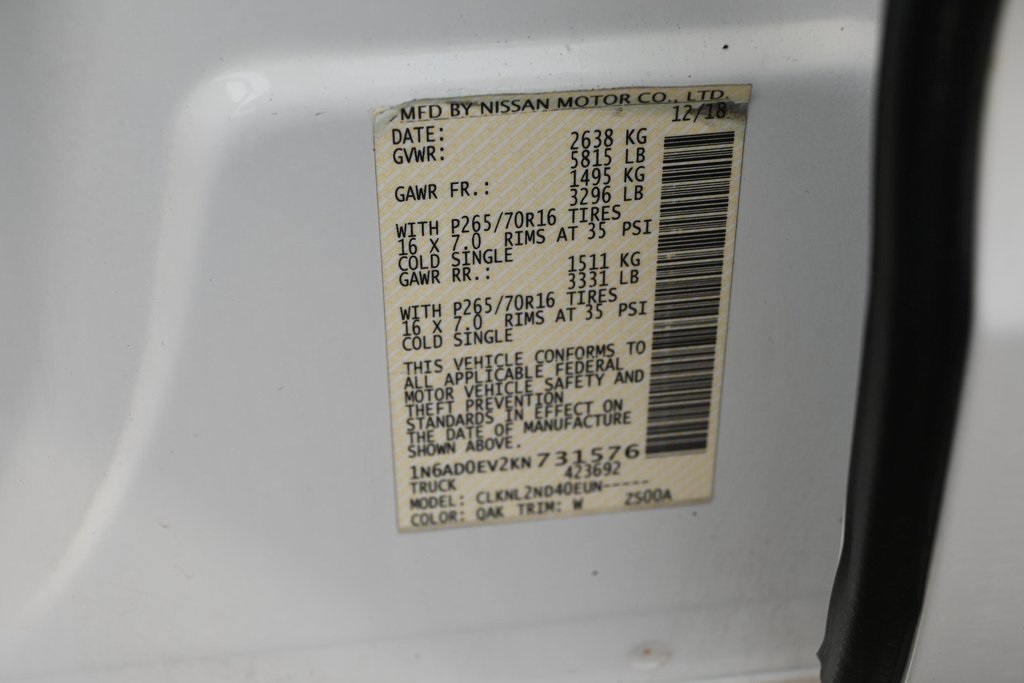 MFD BY NISSAN MOTOR CO., LTD.
DATE: 12/18
GVWR: 2638 KG
5815 LB
GAWR FR.: 1495 KG
3296 LB
WITH P265/70R16 TIRES
16 X 7.0 RIMS AT 35 PSI
COLD SINGLE
GAWR RR.: 1511 KG
3331 LB
WITH P265/70R16 TIRES
16 X 7.0 RIMS AT 35 PSI
COLD SINGLE
THIS VEHICLE CONFORMS TO
ALL APPLICABLE FEDERAL
MOTOR VEHICLE SAFETY AND
THEFT PREVENTION
STANDARDS IN EFFECT ON
THE DATE OF MANUFACTURE
SHOWN ABOVE.
1N6AD0EV2KN731576
TRUCK 423692
MODEL: CLKNL2ND40EUN-----
COLOR: QAK TRIM: W ZS00A